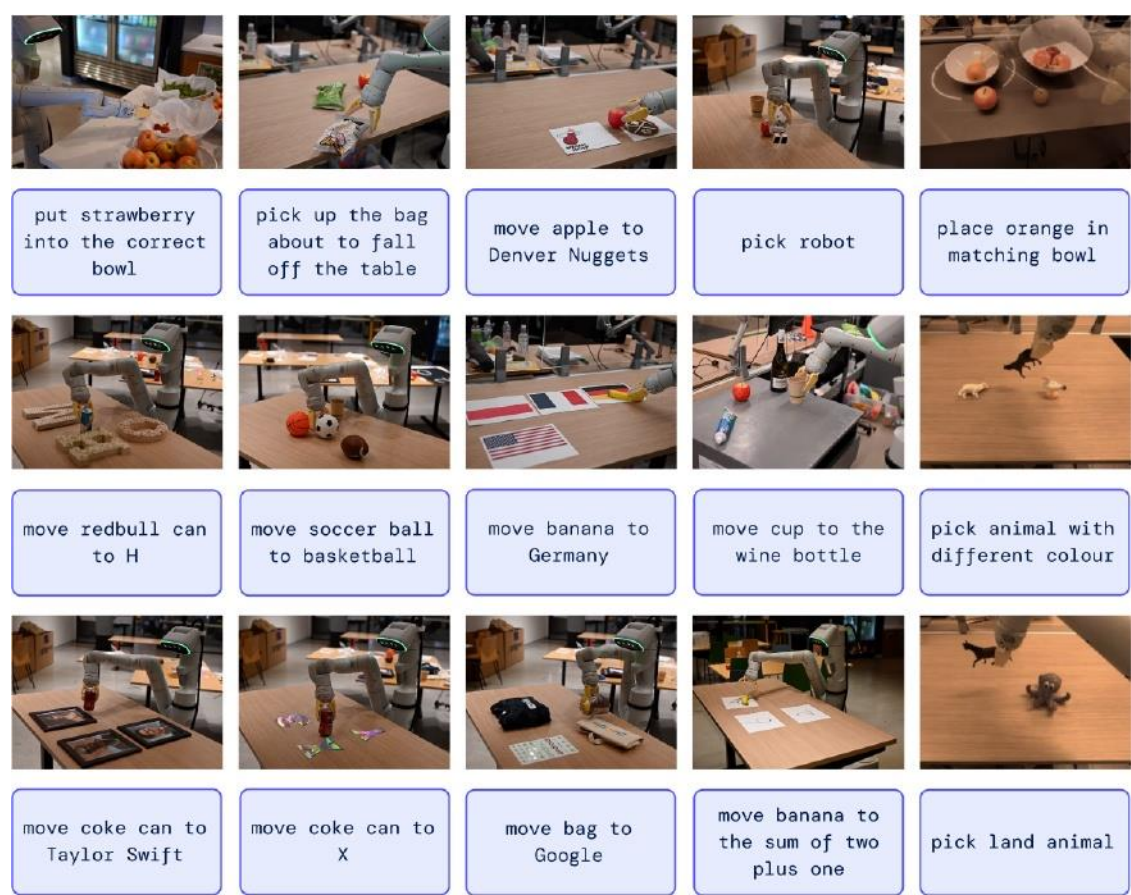 put strawberry
into the correct
bowl
pick up the bag
about to fall
off the table
move apple to
Denver Nuggets
pick robot
place orange in
matching bowl
move redbull can
to H
move soccer ball
to basketball
move banana to
Germany
move cup to the
wine bottle
pick animal with
different colour
move coke can to
Taylor Swift
move coke can to
X
move bag to
Google
move banana to
the sum of two
plus one
pick land animal